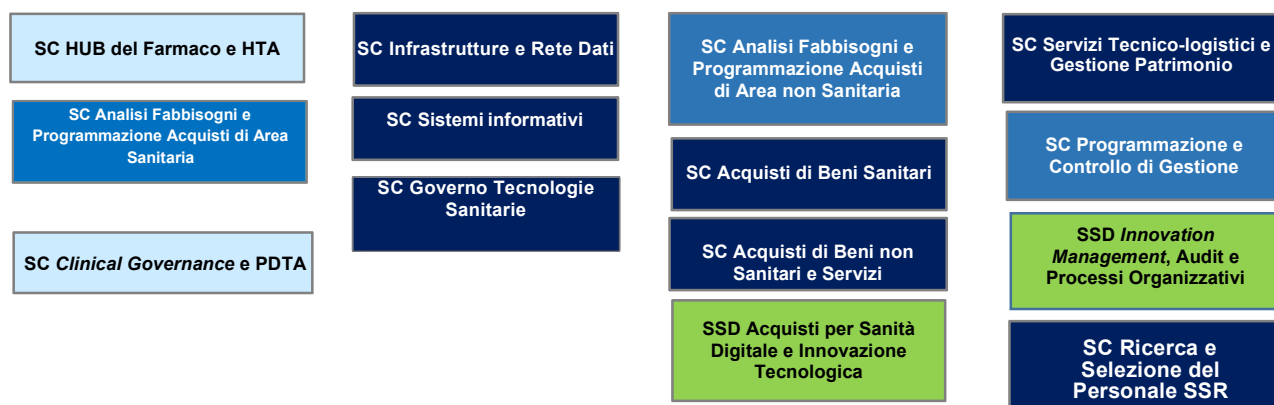 SC HUB del Farmaco e HTA
SC Analisi Fabbisogni e
Programmazione Acquisti di Area
Sanitaria
SC Clinical Governance e PDTA
SC Infrastrutture e Rete Dati
SC Sistemi informativi
SC Governo Tecnologie
Sanitarie
SC Analisi Fabbisogni e
Programmazione Acquisti
di Area non Sanitaria
SC Acquisti di Beni Sanitari
SC Acquisti di Beni non
Sanitari e Servizi
SSD Acquisti per Sanità
Digitale e Innovazione
Tecnologica
SC Servizi Tecnico-logistici e
Gestione Patrimonio
SC Programmazione e
Controllo di Gestione
SSD Innovation
Management, Audit e
Processi Organizzativi
SC Ricerca e
Selezione del
Personale SSR